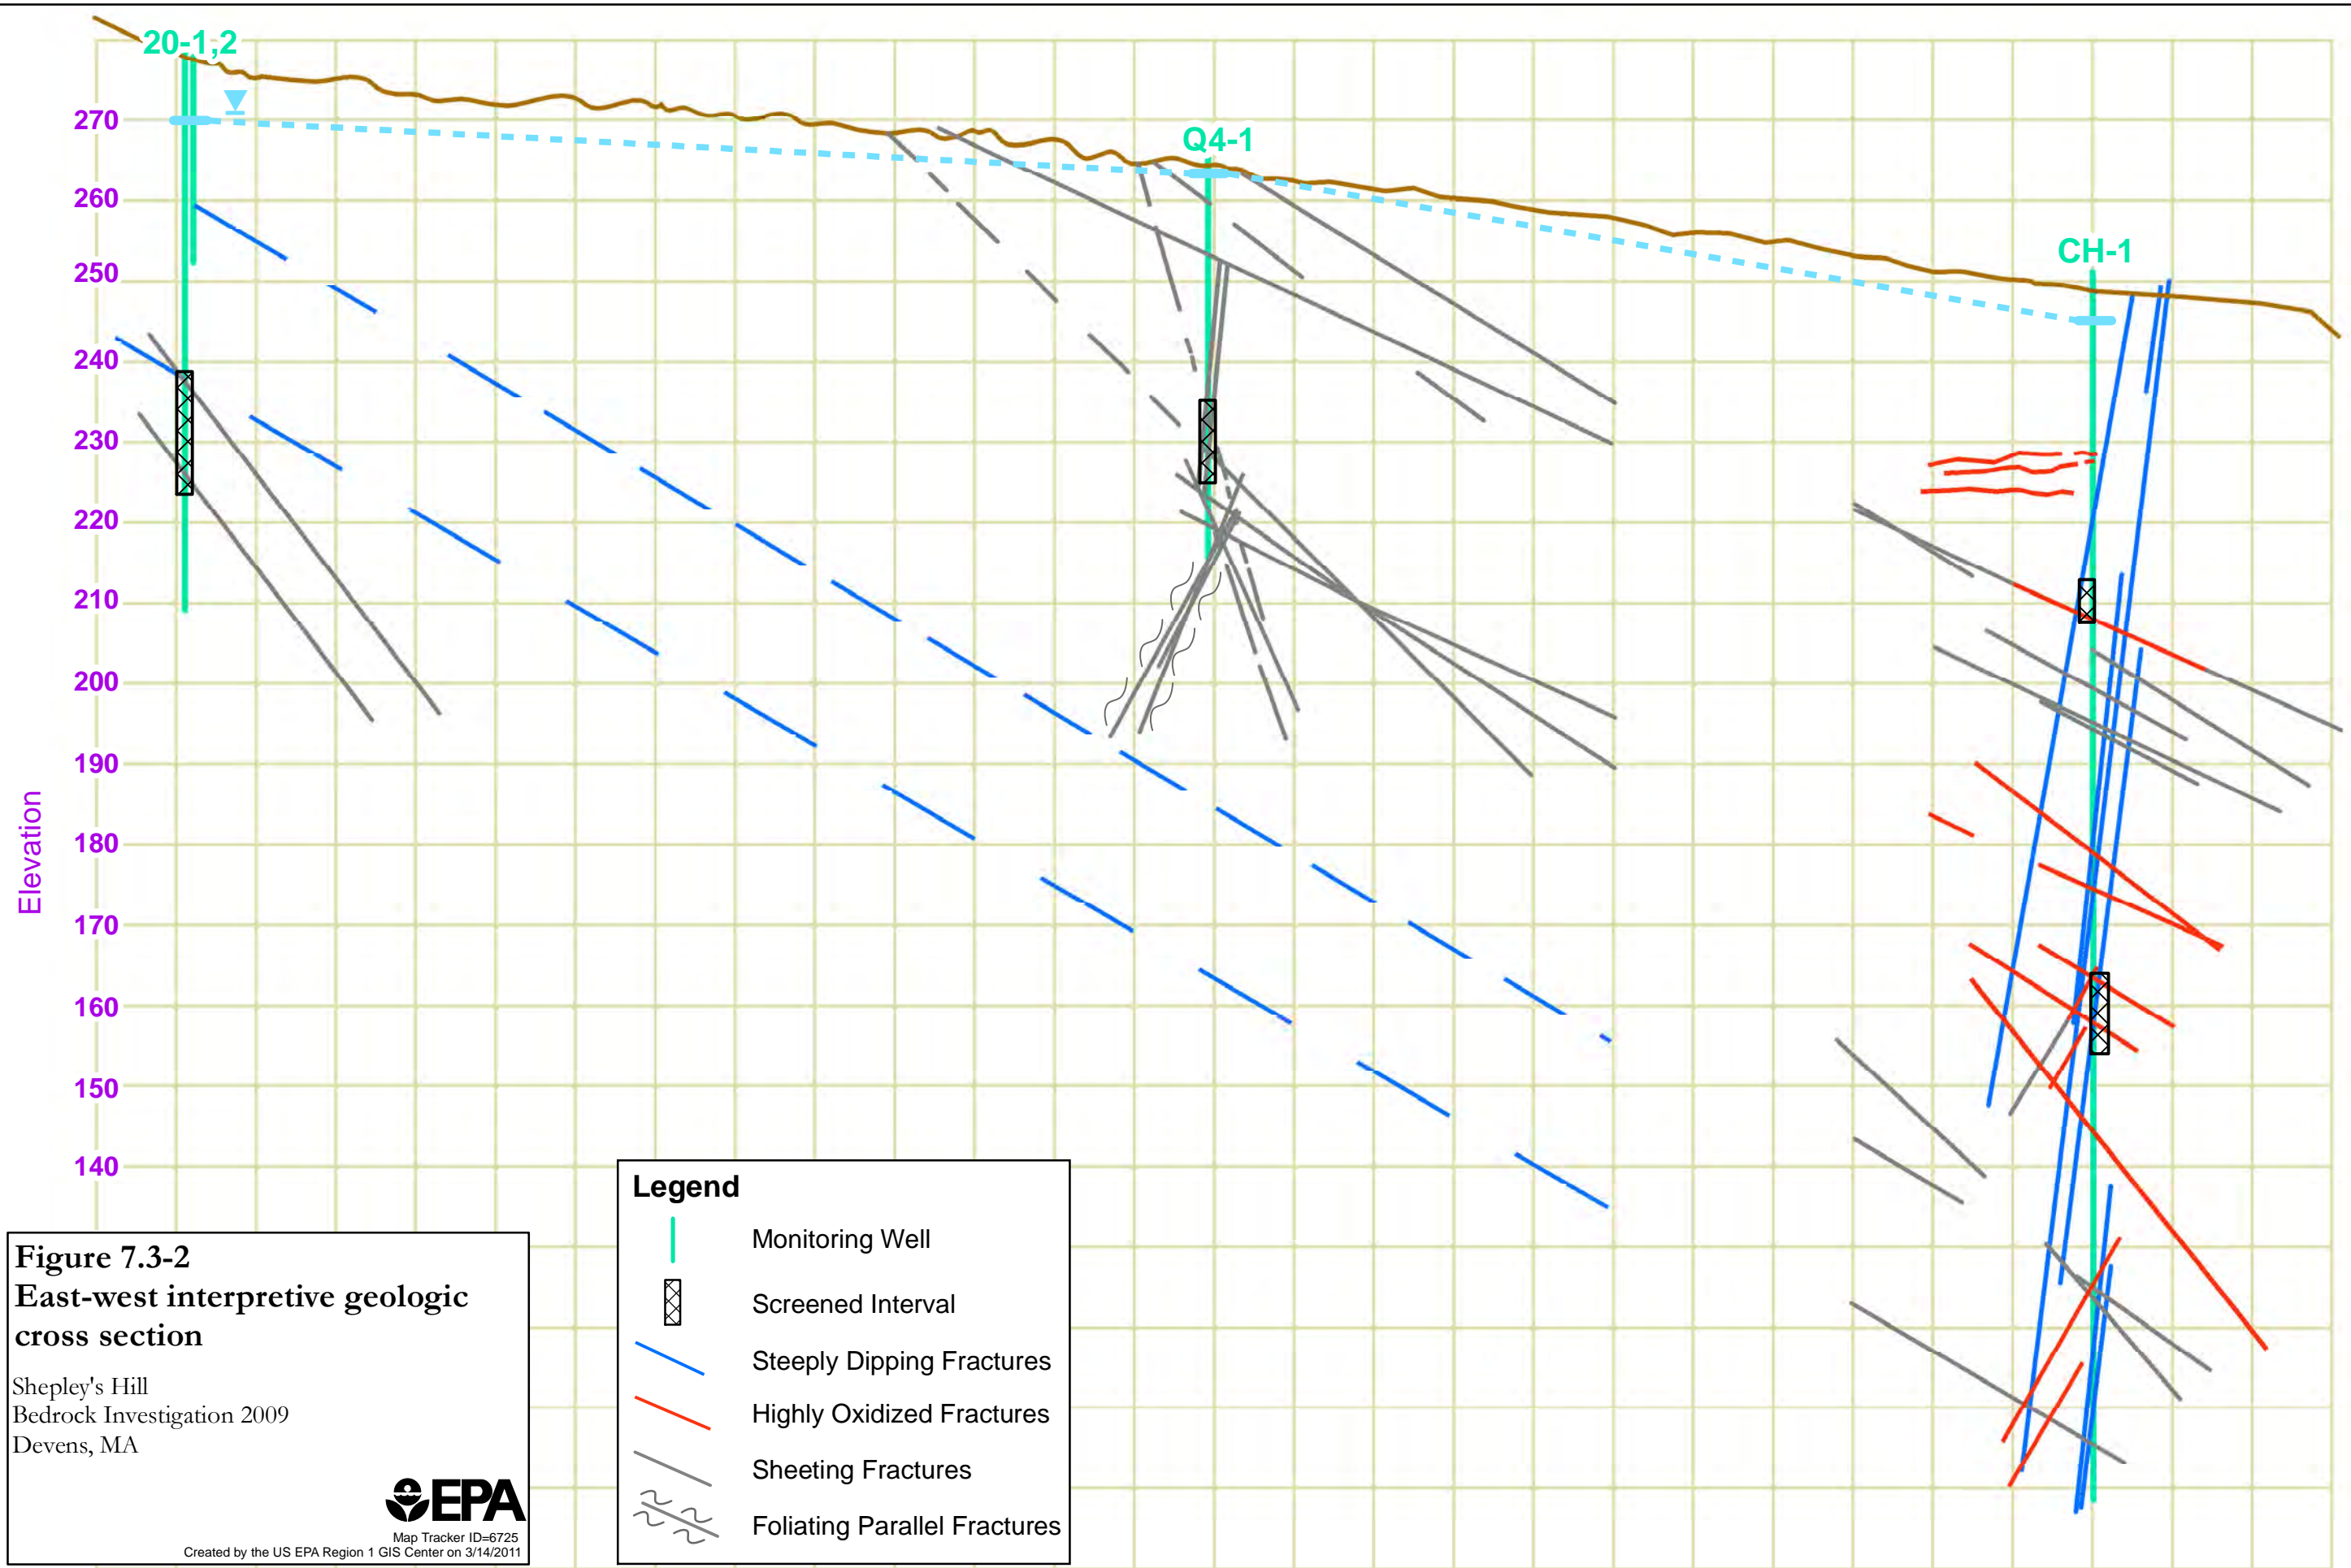 20-1,2
Q4-1
CH-1
270
260
250
240
230
220
210
200
190
180
170
160
150
140
Elevation
Figure 7.3-2
East-west interpretive geologic
cross section
Shepley's Hill
Bedrock Investigation 2009
Devens, MA
EPA
Map Tracker ID=6725
Created by the US EPA Region 1 GIS Center on 3/14/2011
Legend
Monitoring Well
Screened Interval
Steeply Dipping Fractures
Highly Oxidized Fractures
Sheeting Fractures
Foliating Parallel Fractures